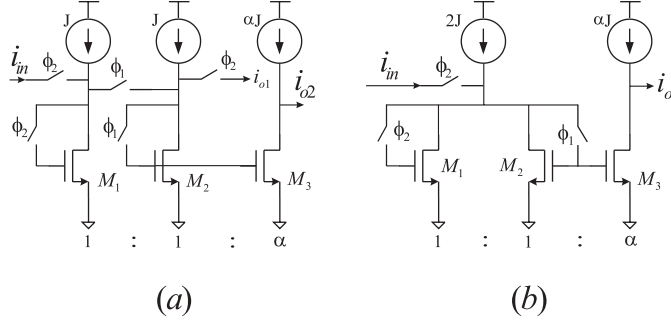 J J αJ
i_in ϕ2 ϕ1 ϕ2 i_o1 i_o2
ϕ2 ϕ1
M1 M2 M3
1 : 1 : α
(a)
2J αJ
i_in ϕ2 i_o
ϕ2 ϕ1
M1 M2 M3
1 : 1 : α
(b)